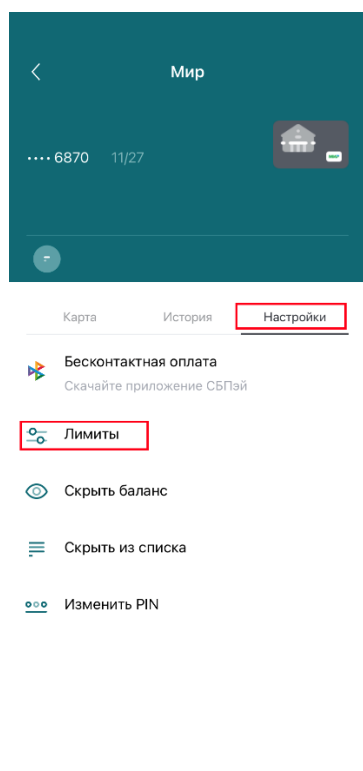 Мир
•••• 6870 11/27
Карта История Настройки
Бесконтактная оплата
Скачайте приложение СБПэй
Лимиты
Скрыть баланс
Скрыть из списка
Изменить PIN